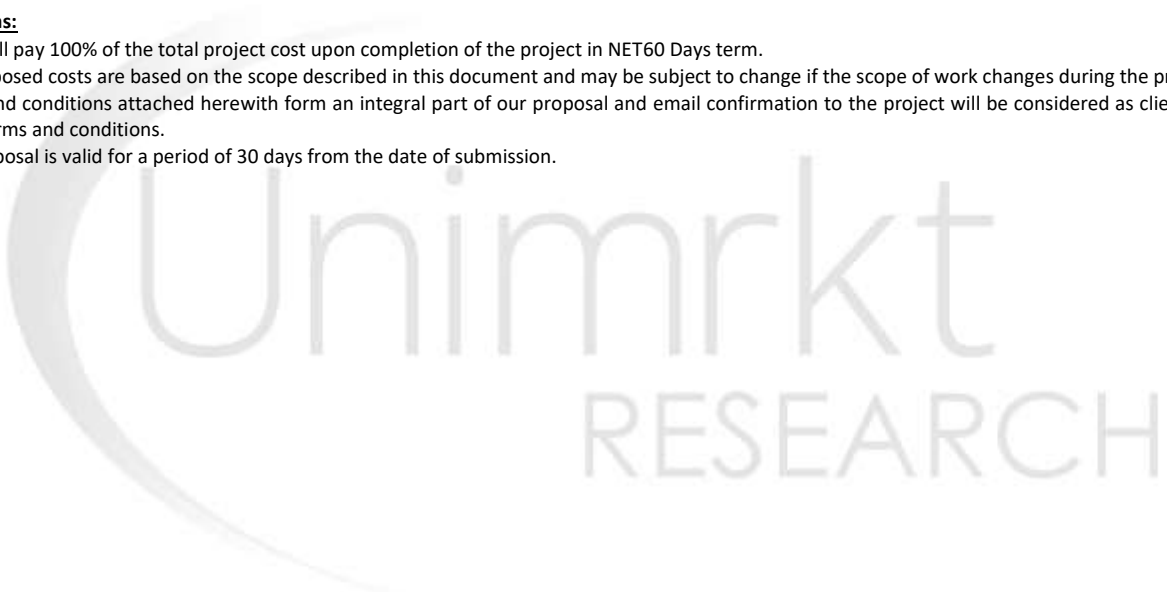 ns:
ll pay 100% of the total project cost upon completion of the project in NET60 Days term.
posed costs are based on the scope described in this document and may be subject to change if the scope of work changes during the pr
nd conditions attached herewith form an integral part of our proposal and email confirmation to the project will be considered as clie
rms and conditions.
posal is valid for a period of 30 days from the date of submission.
Unimrkt
RESEARCH